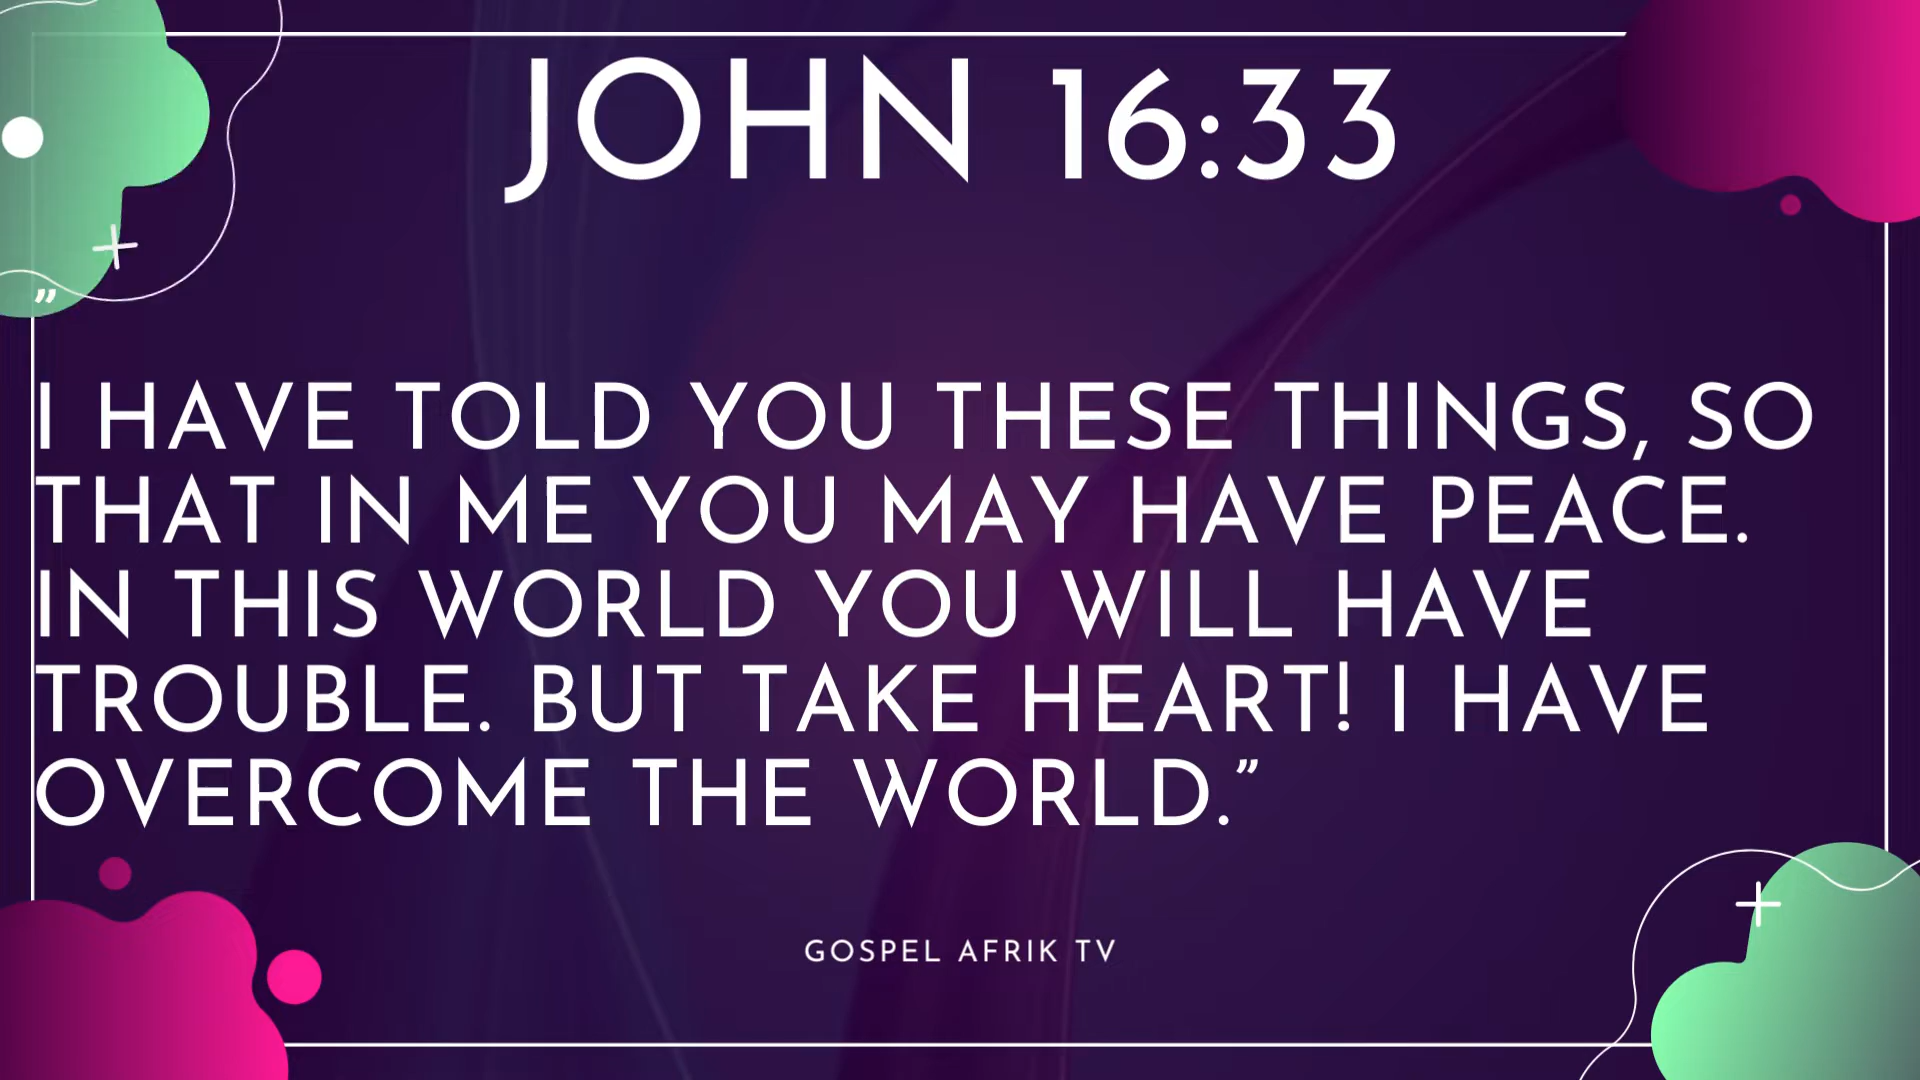 JOHN 16:33
”
I HAVE TOLD YOU THESE THINGS, SO
THAT IN ME YOU MAY HAVE PEACE.
IN THIS WORLD YOU WILL HAVE
TROUBLE. BUT TAKE HEART! I HAVE
OVERCOME THE WORLD.”
GOSPEL AFRIK TV